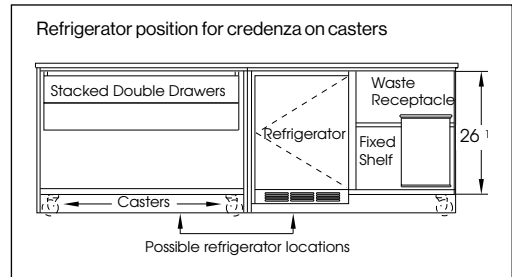 Refrigerator position for credenza on casters
Stacked Double Drawers
Waste
Receptacle
Refrigerator
Fixed
Shelf
26 1
Casters
Possible refrigerator locations